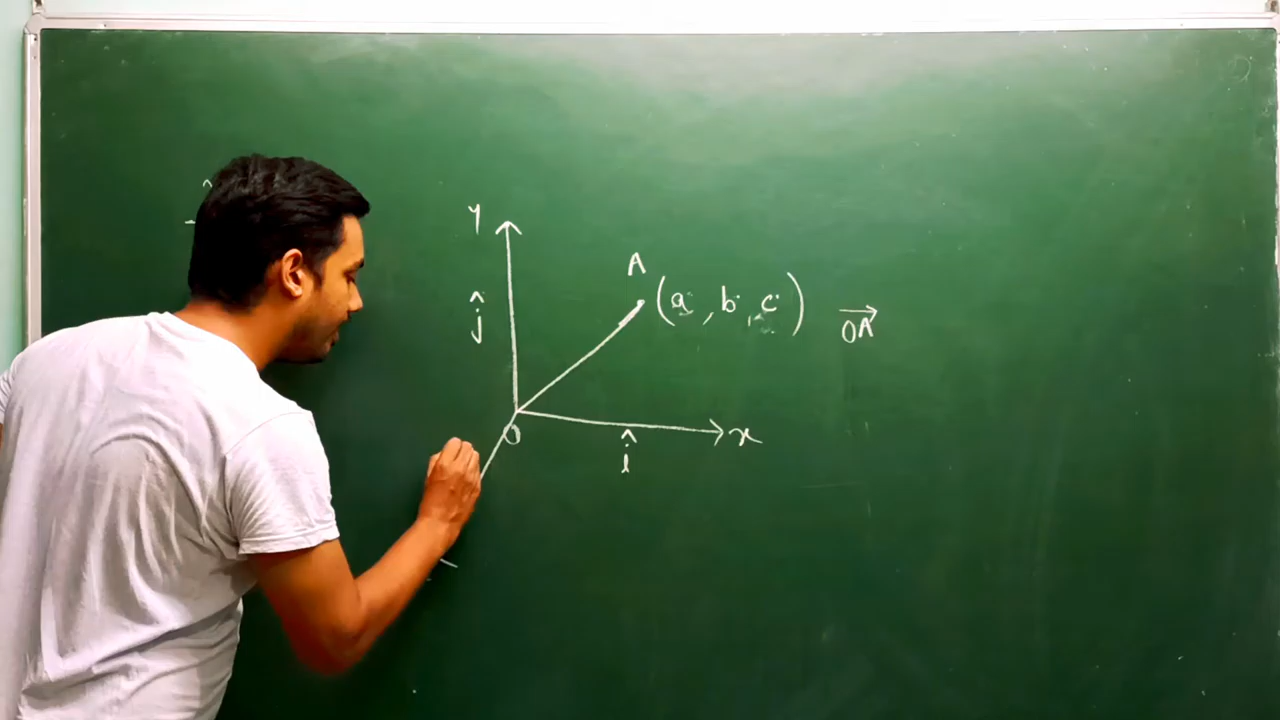 y
A
ĵ
(a, b, c)
OA⃗
O
x
î